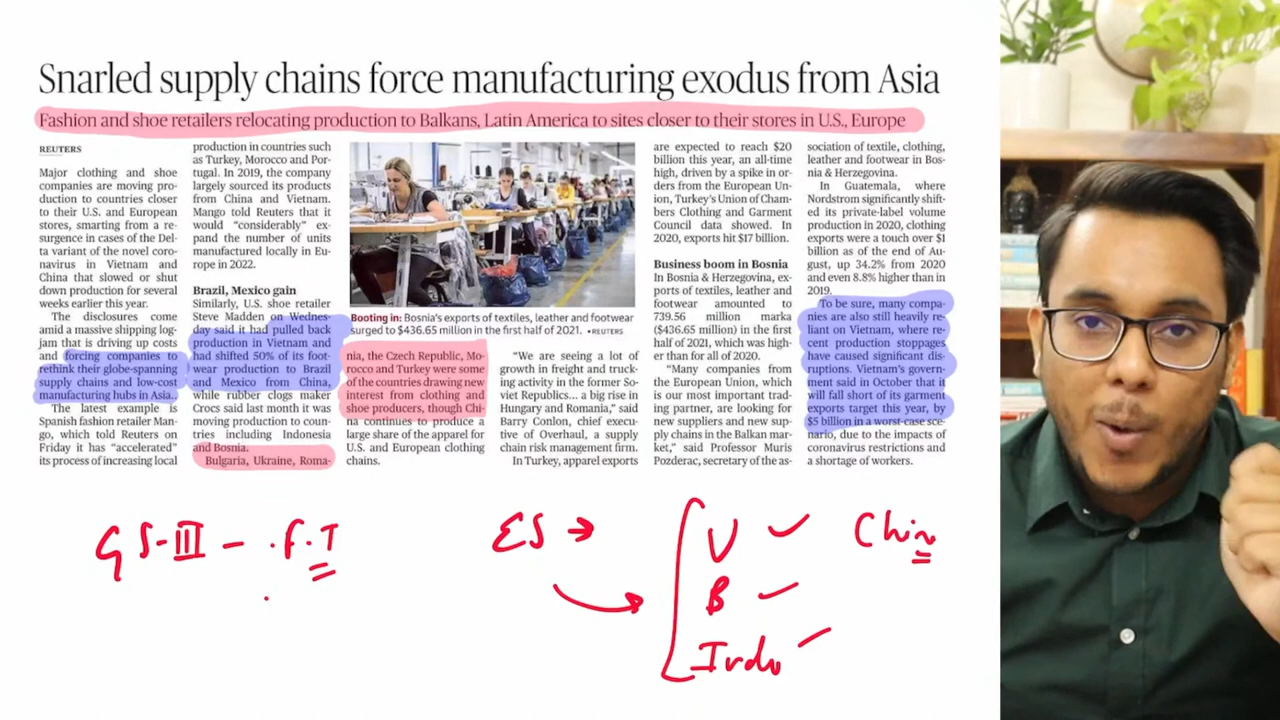 Snarled supply chains force manufacturing exodus from Asia
Fashion and shoe retailers relocating production to Balkans, Latin America to sites closer to their stores in U.S., Europe
REUTERS
Major clothing and shoe
companies are moving pro-
duction to countries closer
to their U.S. and European
stores, smarting from a re-
surgence in cases of the Del-
ta variant of the novel coro-
navirus in Vietnam and
China that slowed or shut
down production for several
weeks earlier this year.
The disclosures come
amid a massive shipping log-
jam that is driving up costs
and forcing companies to
rethink their globe-spanning
supply chains and low-cost
manufacturing hubs in Asia.
The latest example is
Spanish fashion retailer Man-
go, which told Reuters on
Friday it has “accelerated”
its process of increasing local
production in countries such
as Turkey, Morocco and Por-
tugal. In 2019, the company
largely sourced its products
from China and Vietnam.
Mango told Reuters that it
would “considerably” ex-
pand the number of units
manufactured locally in Eu-
rope in 2022.
Brazil, Mexico gain
Similarly, U.S. shoe retailer
Steve Madden on Wednes-
day said it had pulled back
production in Vietnam and
had shifted 50% of its foot-
wear production to Brazil
and Mexico from China,
while rubber clogs maker
Crocs said last month it was
moving production to coun-
tries including Indonesia
and Bosnia.
Bulgaria, Ukraine, Roma-
Booting in: Bosnia’s exports of textiles, leather and footwear
surged to $436.65 million in the first half of 2021. •REUTERS
nia, the Czech Republic, Mo-
rocco and Turkey were some
of the countries drawing new
interest from clothing and
shoe producers, though Chi-
na continues to produce a
large share of the apparel for
U.S. and European clothing
chains.
“We are seeing a lot of
growth in freight and truck-
ing activity in the former So-
viet Republics... a big rise in
Hungary and Romania,” said
Barry Conlon, chief execu-
tive of Overhaul, a supply
chain risk management firm.
In Turkey, apparel exports
are expected to reach $20
billion this year, an all-time
high, driven by a spike in or-
ders from the European Un-
ion, Turkey’s Union of Cham-
bers Clothing and Garment
Council data showed. In
2020, exports hit $17 billion.
Business boom in Bosnia
In Bosnia & Herzegovina, ex-
ports of textiles, leather and
footwear amounted to
739.56 million marka
($436.65 million) in the first
half of 2021, which was high-
er than for all of 2020.
“Many companies from
the European Union, which
is our most important trad-
ing partner, are looking for
new suppliers and new sup-
ply chains in the Balkan mar-
ket,” said Professor Muris
Pozderac, secretary of the as-
sociation of textile, clothing,
leather and footwear in Bos-
nia & Herzegovina.
In Guatemala, where
Nordstrom significantly shift-
ed its private-label volume
production in 2020, clothing
exports were a touch over $1
billion as of the end of Au-
gust, up 34.2% from 2020
and even 8.8% higher than in
2019.
To be sure, many compa-
nies are also still heavily re-
liant on Vietnam, where re-
cent production stoppages
have caused significant dis-
ruptions. Vietnam’s govern-
ment said in October that it
will fall short of its garment
exports target this year, by
$5 billion in a worst-case sce-
nario, due to the impacts of
coronavirus restrictions and
a shortage of workers.
GS-III – . F.T
ES →
V ✓
B ✓
Indo ✓